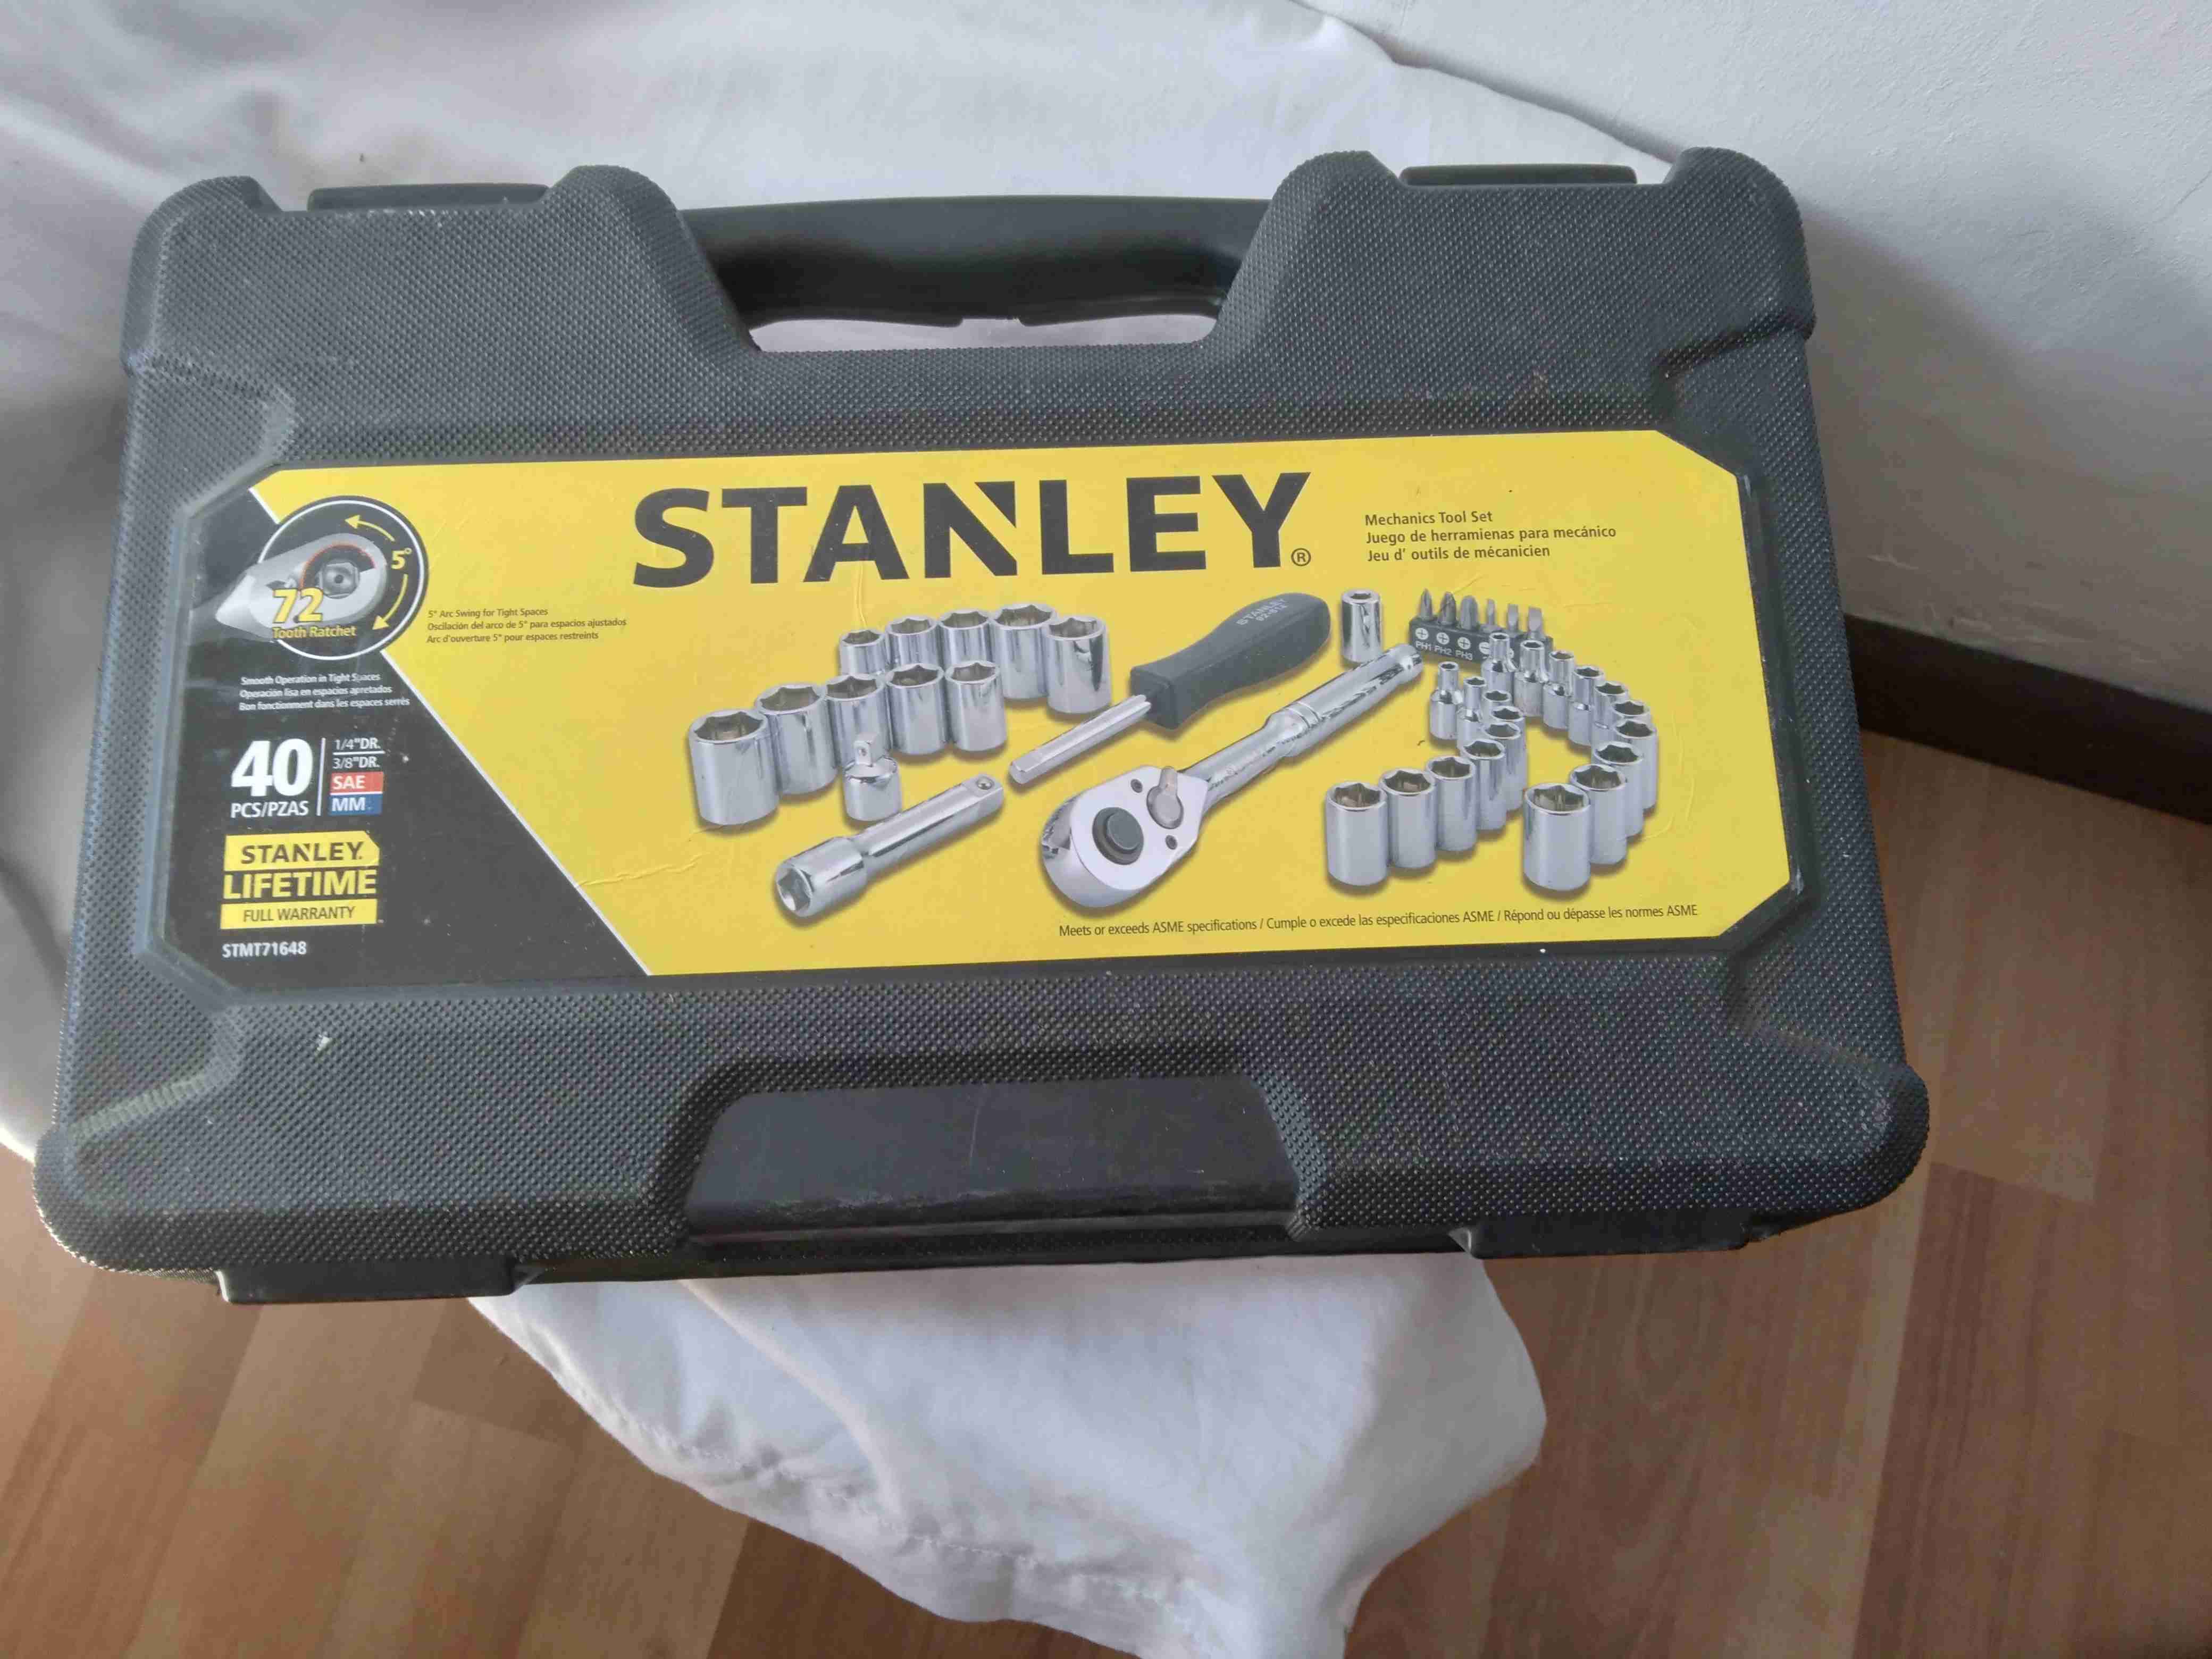 STANLEY®
Mechanics Tool Set
Juego de herramienas para mecánico
Jeu d' outils de mécanicien
5°
72
Tooth Ratchet
5° Arc Swing for Tight Spaces
Oscilación del arco de 5° para espacios ajustados
Arc d'ouverture 5° pour espaces restreints
Smooth Operation in Tight Spaces
Operación lisa en espacios apretados
Bon fonctionment dans les espaces serrés
40
PCS/PZAS
1/4"DR.
3/8"DR.
SAE
MM
STANLEY
LIFETIME
FULL WARRANTY
STMT71648
STANLEY
PH1 PH2 PH3
Meets or exceeds ASME specifications / Cumple o excede las especificaciones ASME / Répond ou dépasse les normes ASME